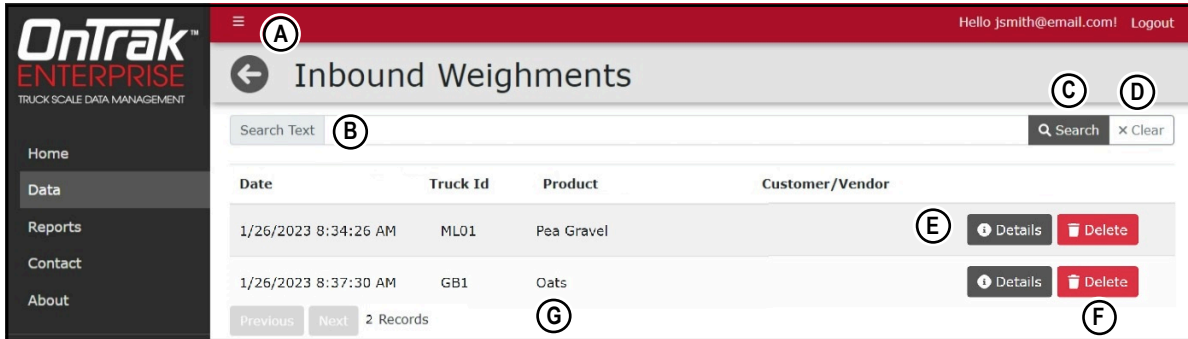 OnTrak™
ENTERPRISE
TRUCK SCALE DATA MANAGEMENT
Home
Data
Reports
Contact
About
A
Hello jsmith@email.com! Logout
Inbound Weighments
C D
Search Text B Search × Clear
Date Truck Id Product Customer/Vendor
1/26/2023 8:34:26 AM ML01 Pea Gravel E Details Delete
1/26/2023 8:37:30 AM GB1 Oats Details Delete
Previous Next 2 Records G F